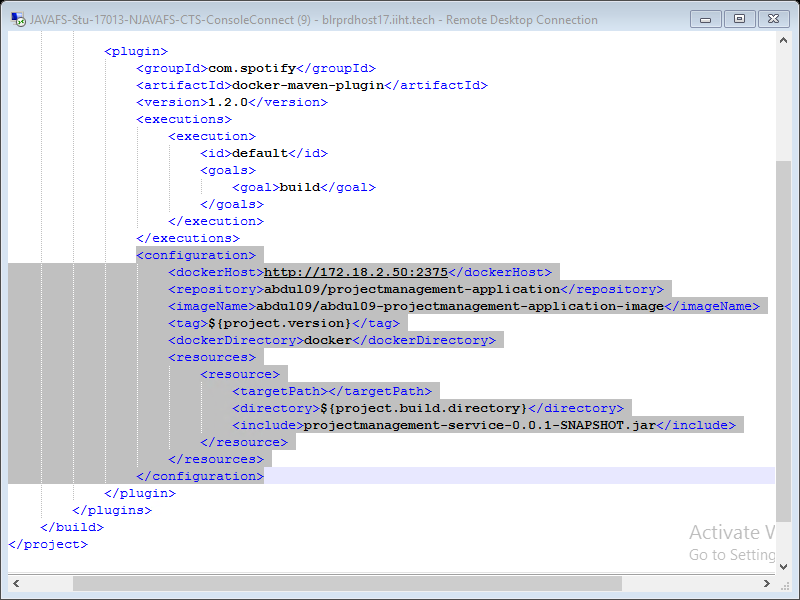 JAVAFS-Stu-17013-NJAVAFS-CTS-ConsoleConnect (9) - blrprdhost17.iiht.tech - Remote Desktop Connection
<plugin>
<groupId>com.spotify</groupId>
<artifactId>docker-maven-plugin</artifactId>
<version>1.2.0</version>
<executions>
<execution>
<id>default</id>
<goals>
<goal>build</goal>
</goals>
</execution>
</executions>
<configuration>
<dockerHost>http://172.18.2.50:2375</dockerHost>
<repository>abdul09/projectmanagement-application</repository>
<imageName>abdul09/abdul09-projectmanagement-application-image</imageName>
<tag>${project.version}</tag>
<dockerDirectory>docker</dockerDirectory>
<resources>
<resource>
<targetPath></targetPath>
<directory>${project.build.directory}</directory>
<include>projectmanagement-service-0.0.1-SNAPSHOT.jar</include>
</resource>
</resources>
</configuration>
</plugin>
</plugins>
</build>
</project>
Activate W
Go to Setting